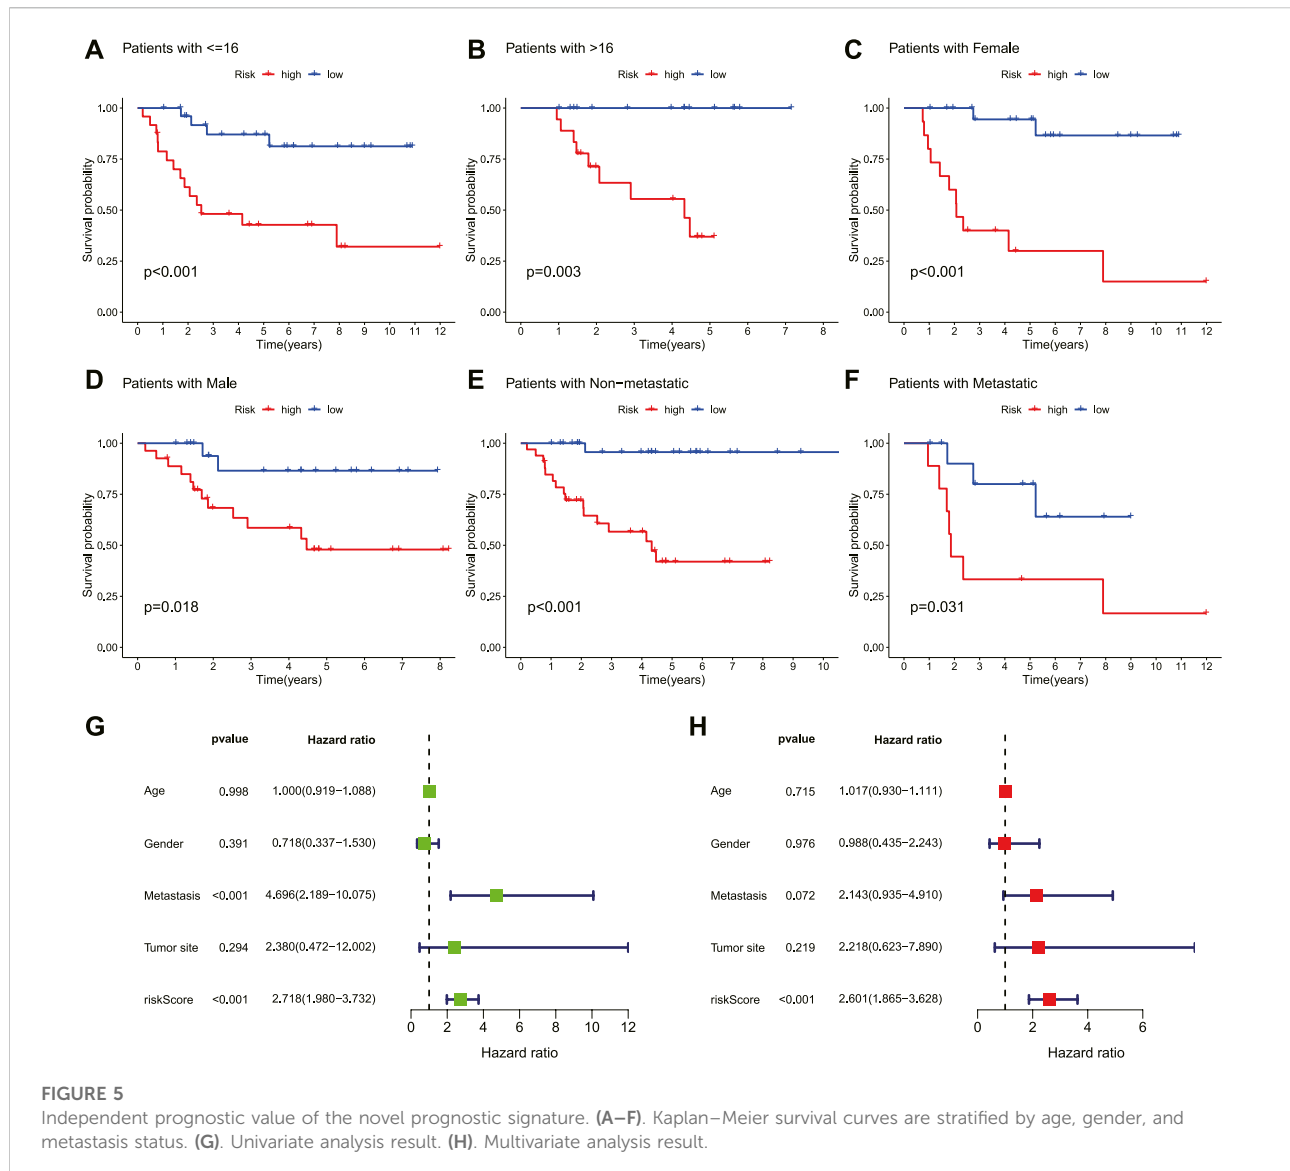 A Patients with <=16
Risk high low
Survival probability
1.00
0.75
0.50
0.25
0.00
p<0.001
0 1 2 3 4 5 6 7 8 9 10 11 12
Time(years)
B Patients with >16
Risk high low
Survival probability
1.00
0.75
0.50
0.25
0.00
p=0.003
0 1 2 3 4 5 6 7 8
Time(years)
C Patients with Female
Risk high low
Survival probability
1.00
0.75
0.50
0.25
0.00
p<0.001
0 1 2 3 4 5 6 7 8 9 10 11 12
Time(years)
D Patients with Male
Risk high low
Survival probability
1.00
0.75
0.50
0.25
0.00
p=0.018
0 1 2 3 4 5 6 7 8
Time(years)
E Patients with Non-metastatic
Risk high low
Survival probability
1.00
0.75
0.50
0.25
0.00
p<0.001
0 1 2 3 4 5 6 7 8 9 10
Time(years)
F Patients with Metastatic
Risk high low
Survival probability
1.00
0.75
0.50
0.25
0.00
p=0.031
0 1 2 3 4 5 6 7 8 9 10 11 12
Time(years)
G
pvalue Hazard ratio
Age 0.998 1.000(0.919−1.088)
Gender 0.391 0.718(0.337−1.530)
Metastasis <0.001 4.696(2.189−10.075)
Tumor site 0.294 2.380(0.472−12.002)
riskScore <0.001 2.718(1.980−3.732)
0 2 4 6 8 10 12
Hazard ratio
H
pvalue Hazard ratio
Age 0.715 1.017(0.930−1.111)
Gender 0.976 0.988(0.435−2.243)
Metastasis 0.072 2.143(0.935−4.910)
Tumor site 0.219 2.218(0.623−7.890)
riskScore <0.001 2.601(1.865−3.628)
0 2 4 6
Hazard ratio
FIGURE 5
Independent prognostic value of the novel prognostic signature. (A–F). Kaplan–Meier survival curves are stratified by age, gender, and
metastasis status. (G). Univariate analysis result. (H). Multivariate analysis result.